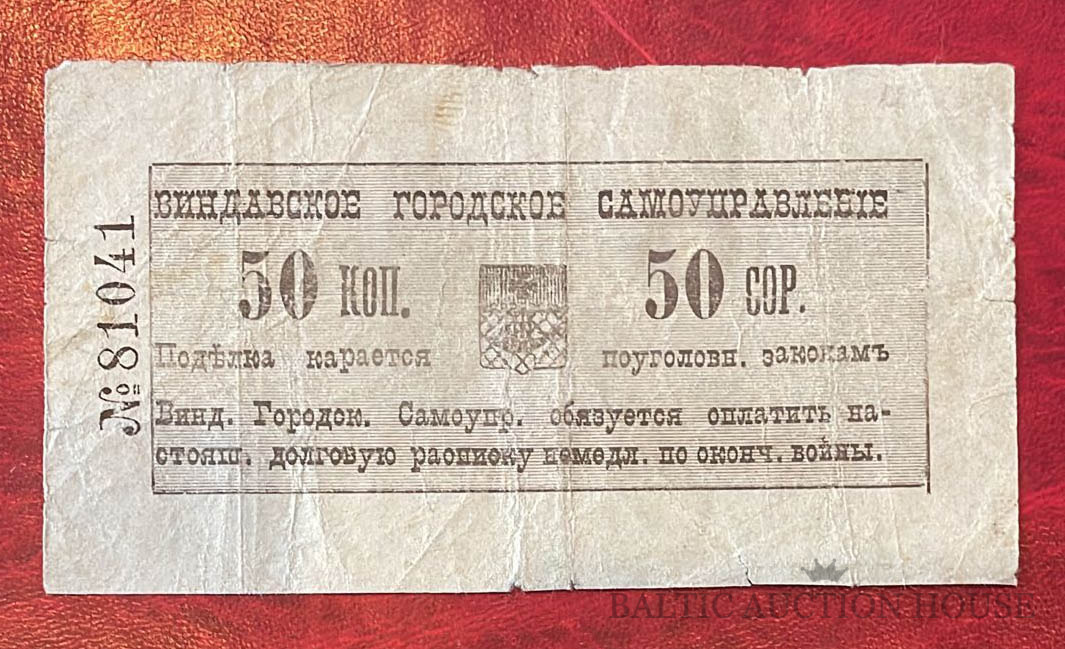 ВИНДАВСКОЕ ГОРОДСКОЕ САМОУПРАВЛЕНІЕ
50 КОП. 50 COP.
Подѣлка карается поуголовн. законамъ
Винд. Городск. Самоупр. обязуется оплатить на-
стоящ. долговую расписку немедл. по оконч. войны.
№ 81041
BALTIC AUCTION HOUSE